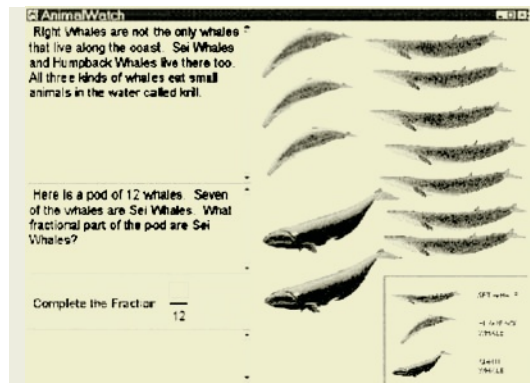 AnimalWatch
Right Whales are not the only whales
that live along the coast. Sei Whales
and Humpback Whales live there too.
All three kinds of whales eat small
animals in the water called krill.
Here is a pod of 12 whales. Seven
of the whales are Sei Whales. What
fractional part of the pod are Sei
Whales?
Complete the Fraction
12
WHALE
WHALE